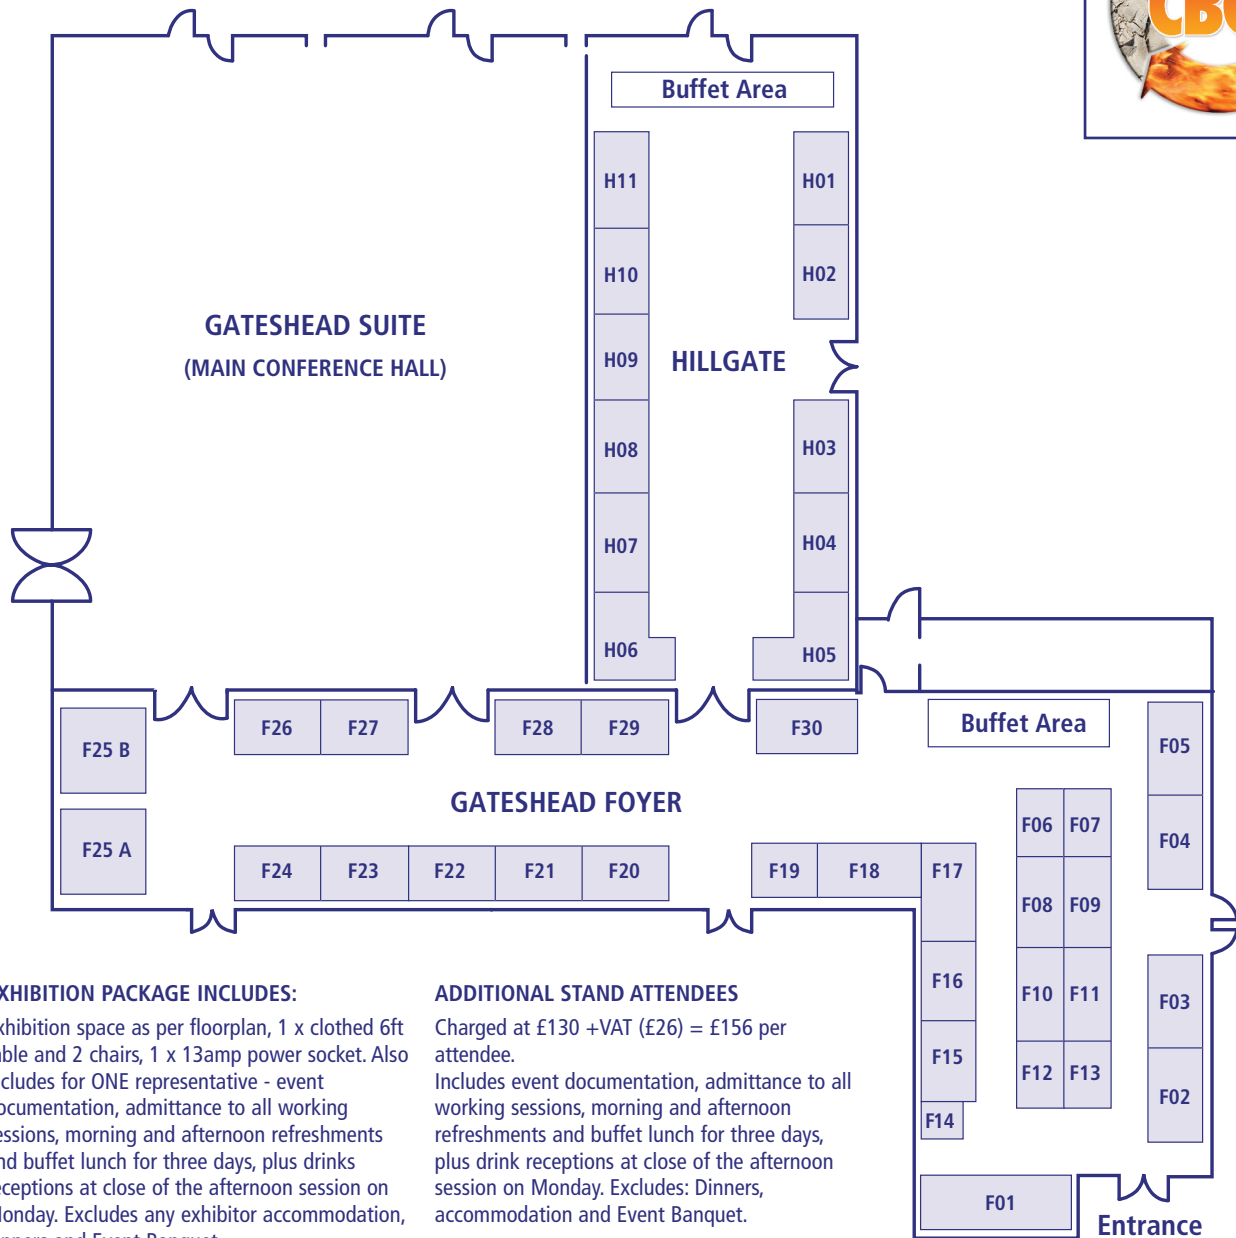 CBC
Buffet Area
H11
H01
H10
H02
GATESHEAD SUITE
(MAIN CONFERENCE HALL)
H09
HILLGATE
H08
H03
H07
H04
H06
H05
F26
F27
F28
F29
F30
Buffet Area
F05
F25 B
GATESHEAD FOYER
F06
F07
F04
F25 A
F24
F23
F22
F21
F20
F19
F18
F17
F08
F09
F16
F10
F11
F03
F15
F12
F13
F02
F14
F01
Entrance
XHIBITION PACKAGE INCLUDES:
xhibition space as per floorplan, 1 x clothed 6ft
able and 2 chairs, 1 x 13amp power socket. Also
cludes for ONE representative - event
ocumentation, admittance to all working
essions, morning and afternoon refreshments
nd buffet lunch for three days, plus drinks
eceptions at close of the afternoon session on
onday. Excludes any exhibitor accommodation,
ADDITIONAL STAND ATTENDEES
Charged at £130 +VAT (£26) = £156 per
attendee.
Includes event documentation, admittance to all
working sessions, morning and afternoon
refreshments and buffet lunch for three days,
plus drink receptions at close of the afternoon
session on Monday. Excludes: Dinners,
accommodation and Event Banquet.